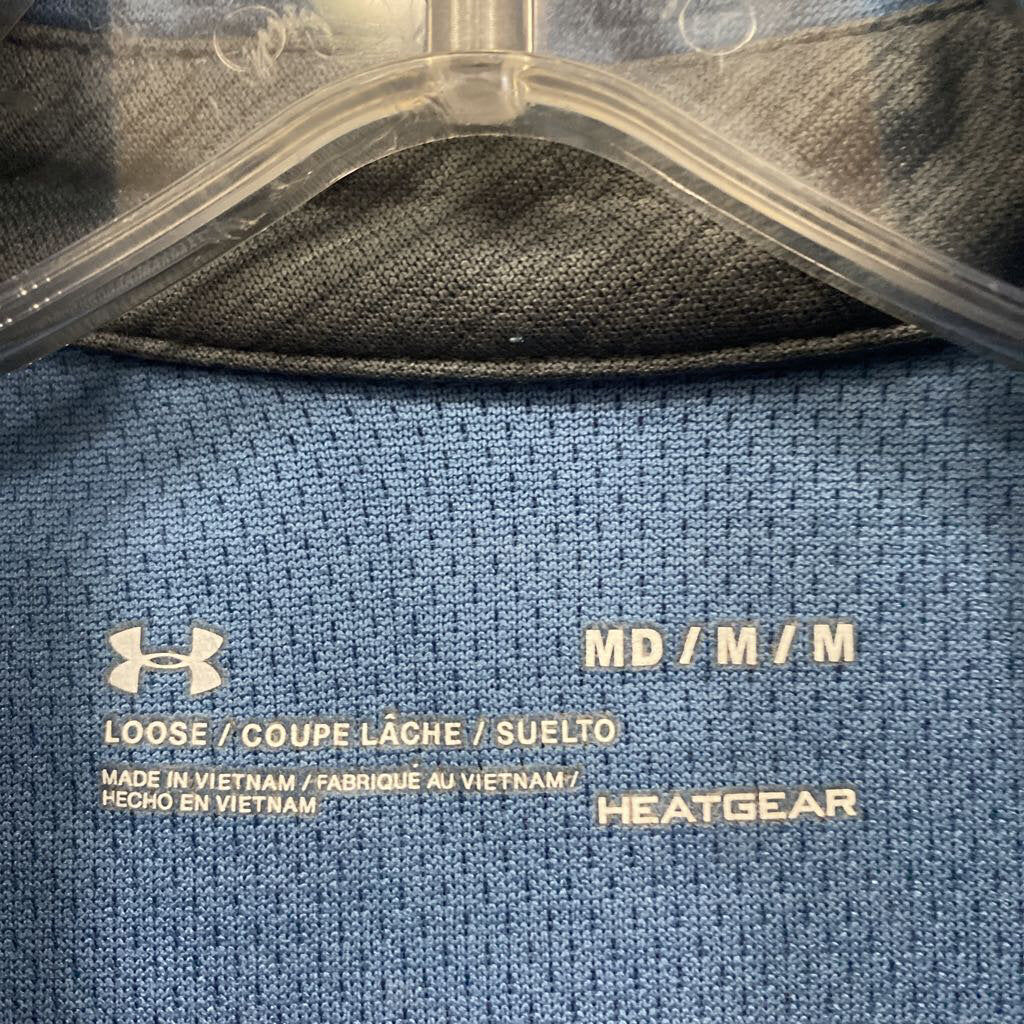 MD / M / M
LOOSE / COUPE LÂCHE / SUELTO
MADE IN VIETNAM / FABRIQUÉ AU VIETNAM /
HECHO EN VIETNAM
HEATGEAR